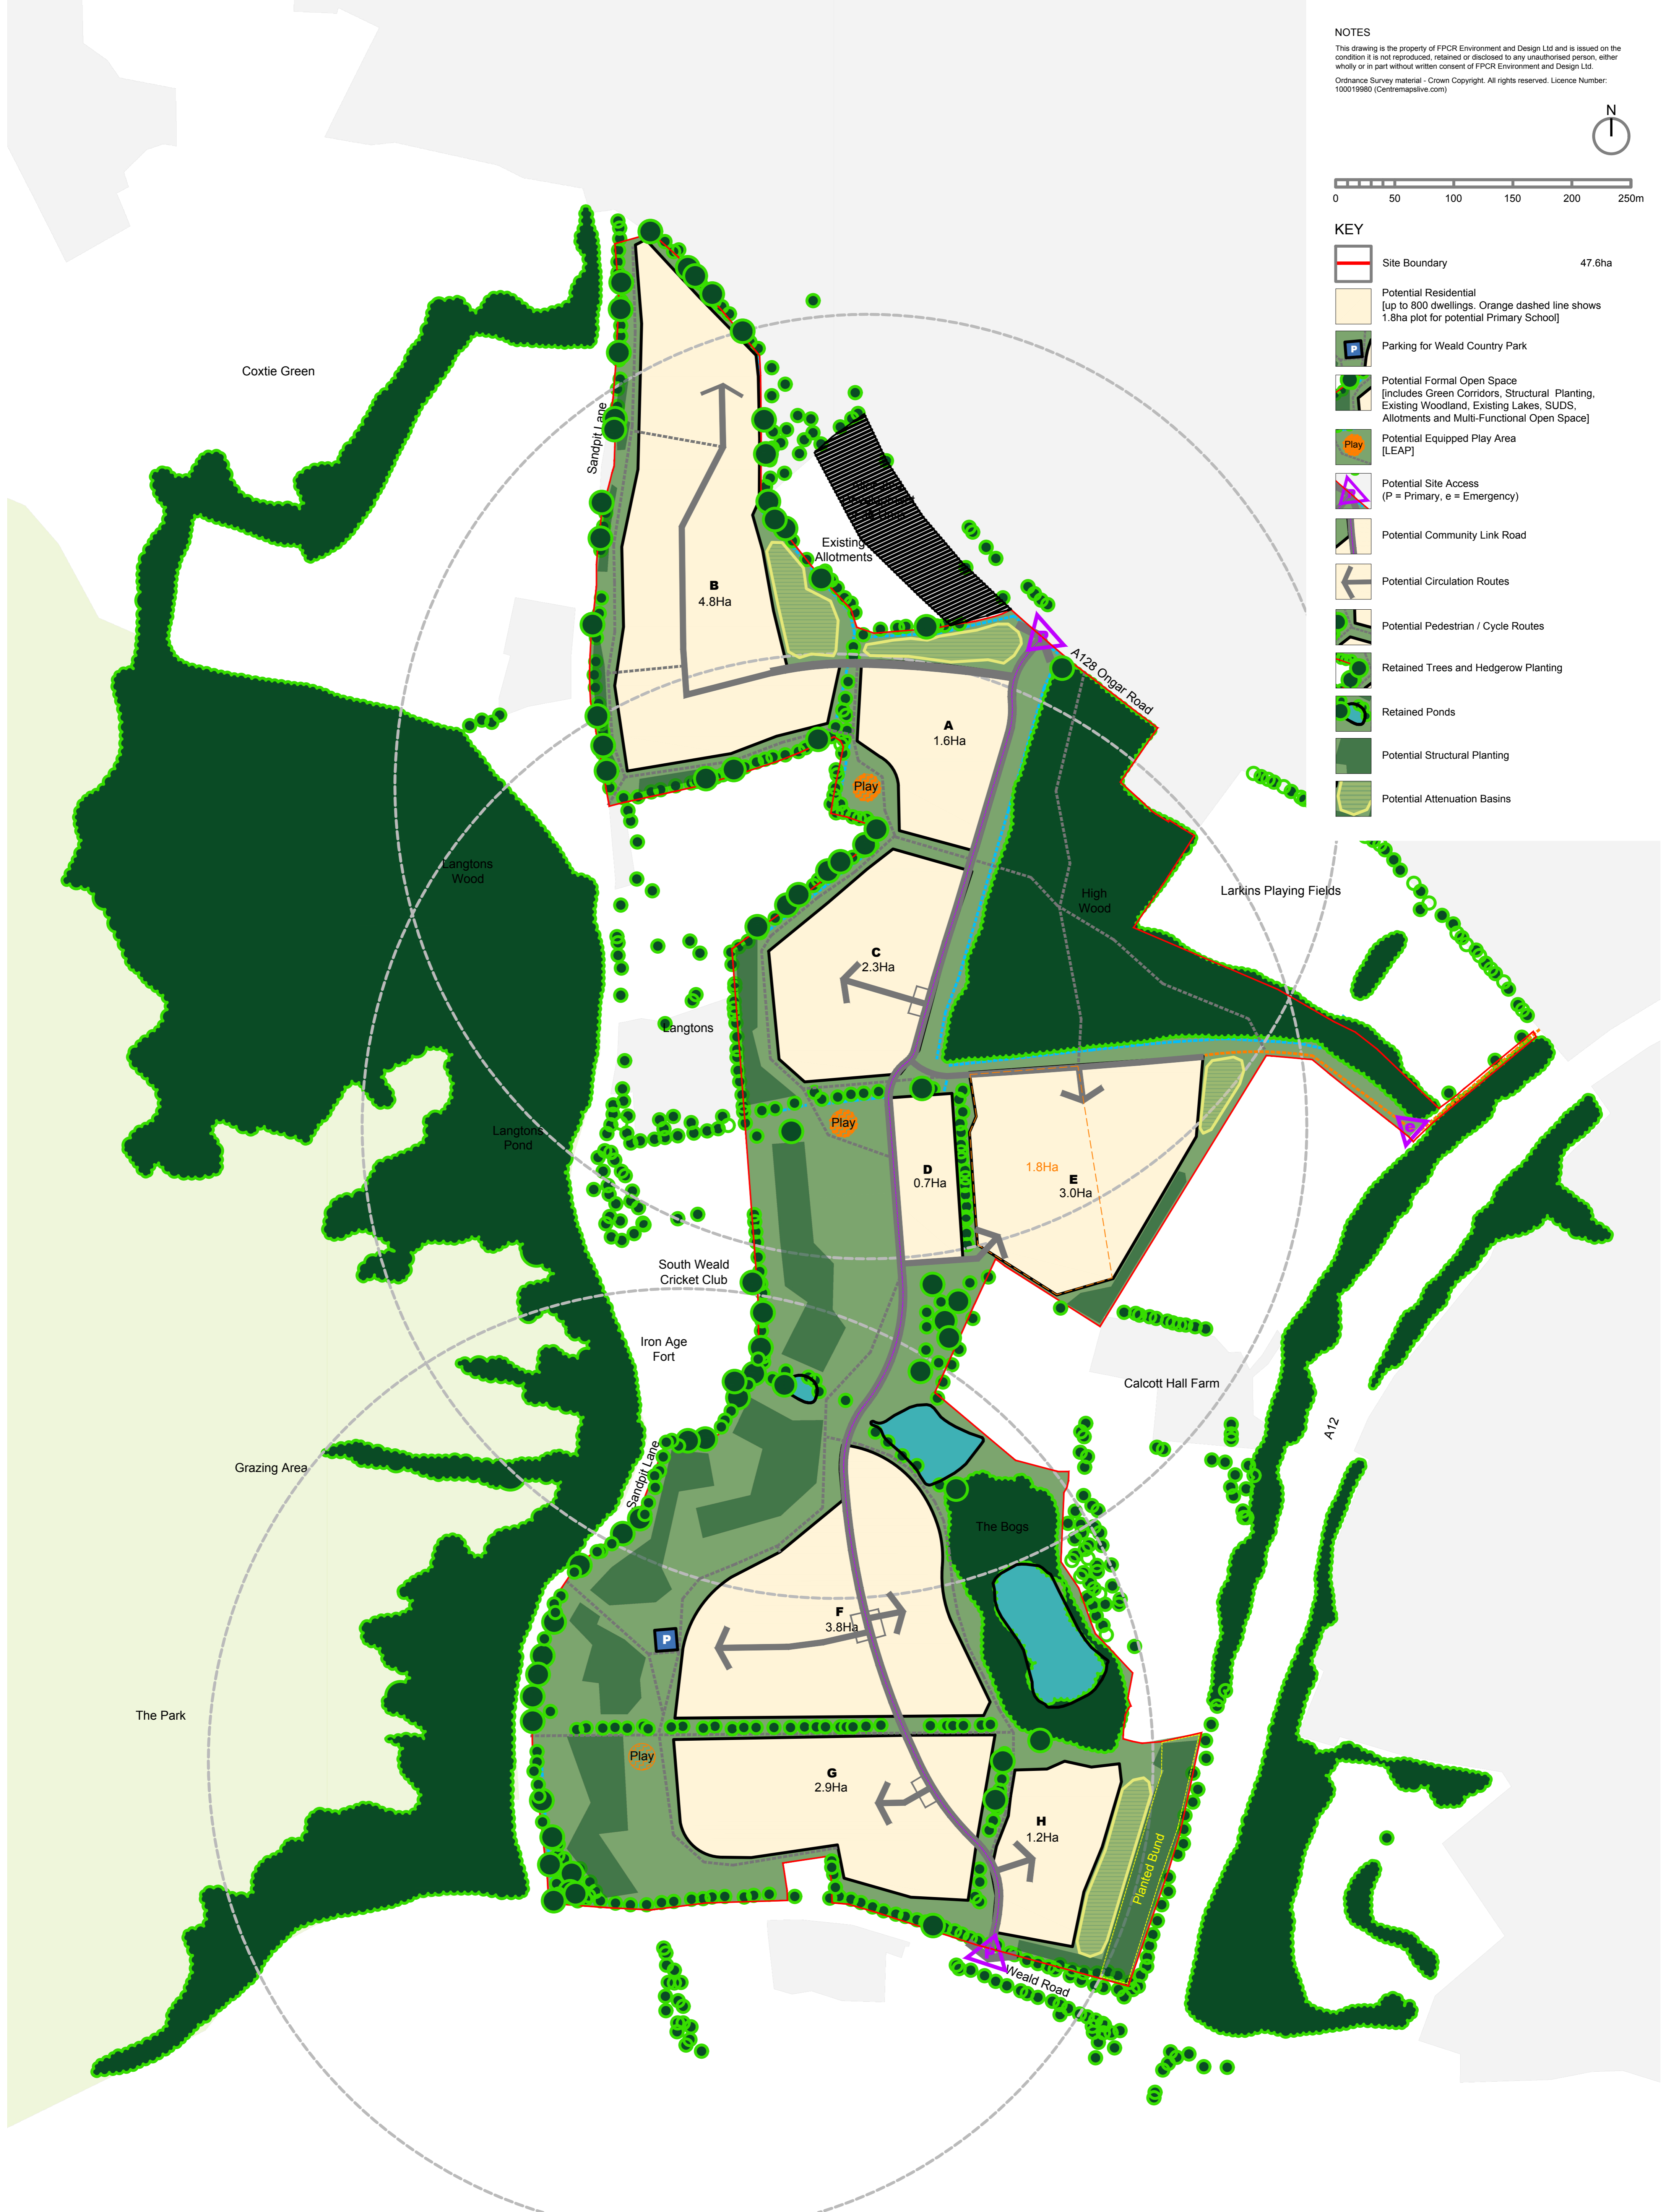 NOTES
This drawing is the property of FPCR Environment and Design Ltd and is issued on the
condition it is not reproduced, retained or disclosed to any unauthorised person, either
wholly or in part without written consent of FPCR Environment and Design Ltd.
Ordnance Survey material - Crown Copyright. All rights reserved. Licence Number:
100019980 (Centremapslive.com)
N
0 50 100 150 200 250m
KEY
Site Boundary 47.6ha
Potential Residential
[up to 800 dwellings. Orange dashed line shows
1.8ha plot for potential Primary School]
P
Parking for Weald Country Park
Potential Formal Open Space
[includes Green Corridors, Structural Planting,
Existing Woodland, Existing Lakes, SUDS,
Allotments and Multi-Functional Open Space]
Play
Potential Equipped Play Area
[LEAP]
P
Potential Site Access
(P = Primary, e = Emergency)
Potential Community Link Road
Potential Circulation Routes
Potential Pedestrian / Cycle Routes
Retained Trees and Hedgerow Planting
Retained Ponds
Potential Structural Planting
Potential Attenuation Basins
Coxtie Green
Sandpit Lane
Existing
Allotments
B
4.8Ha
P
A128 Ongar Road
A
1.6Ha
Play
Langtons
Wood
High
Wood
Larkins Playing Fields
C
2.3Ha
Langtons
Play
Langtons
Pond
e
1.8Ha
D
0.7Ha
E
3.0Ha
South Weald
Cricket Club
Iron Age
Fort
Calcott Hall Farm
A12
Grazing Area
Sandpit Lane
The Bogs
F
3.8Ha
P
The Park
Play
G
2.9Ha
H
1.2Ha
Planted Bund
P
Weald Road